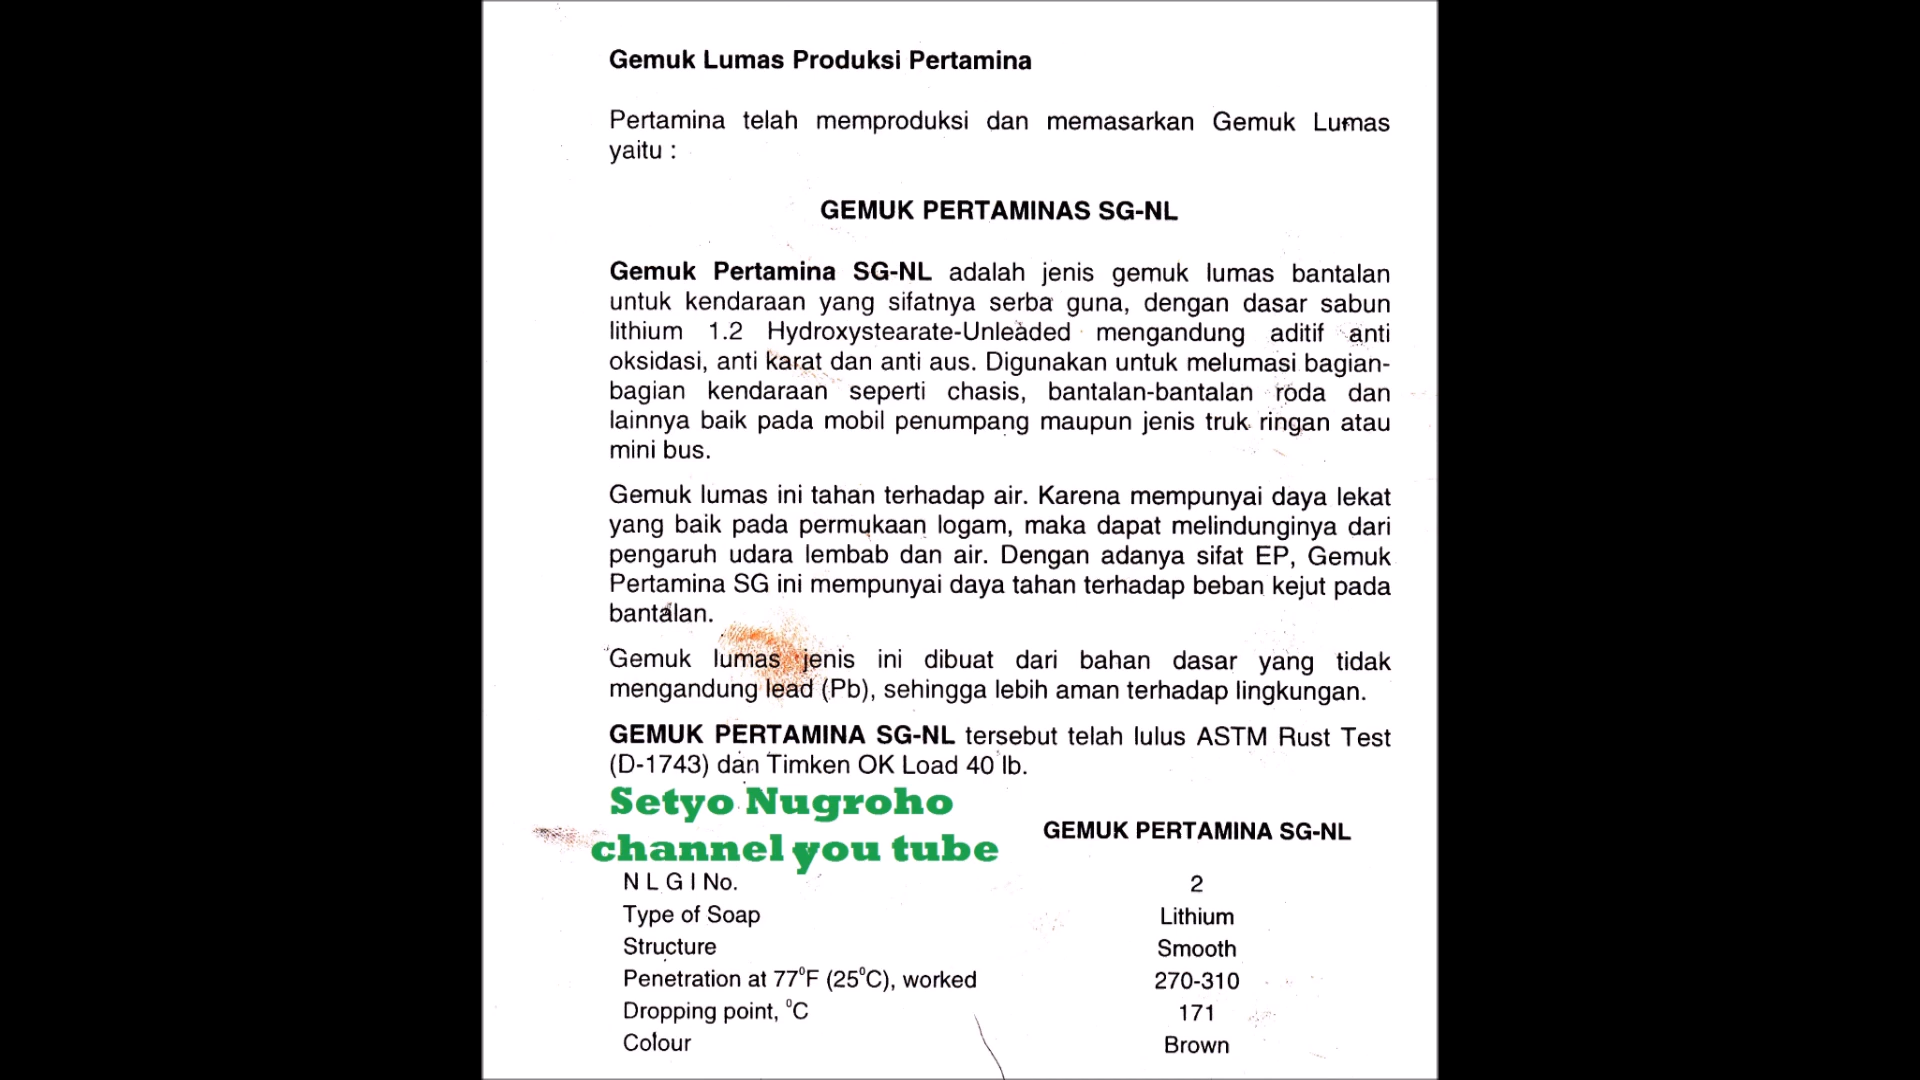 Gemuk Lumas Produksi Pertamina
Pertamina telah memproduksi dan memasarkan Gemuk Lumas
yaitu :
GEMUK PERTAMINAS SG-NL
Gemuk Pertamina SG-NL adalah jenis gemuk lumas bantalan
untuk kendaraan yang sifatnya serba guna, dengan dasar sabun
lithium 1.2 Hydroxystearate-Unleaded mengandung aditif anti
oksidasi, anti karat dan anti aus. Digunakan untuk melumasi bagian-
bagian kendaraan seperti chasis, bantalan-bantalan roda dan
lainnya baik pada mobil penumpang maupun jenis truk ringan atau
mini bus.
Gemuk lumas ini tahan terhadap air. Karena mempunyai daya lekat
yang baik pada permukaan logam, maka dapat melindunginya dari
pengaruh udara lembab dan air. Dengan adanya sifat EP, Gemuk
Pertamina SG ini mempunyai daya tahan terhadap beban kejut pada
bantalan.
Gemuk lumas jenis ini dibuat dari bahan dasar yang tidak
mengandung lead (Pb), sehingga lebih aman terhadap lingkungan.
GEMUK PERTAMINA SG-NL tersebut telah lulus ASTM Rust Test
(D-1743) dan Timken OK Load 40 lb.
Setyo Nugroho
channel you tube
GEMUK PERTAMINA SG-NL
N L G I No. 2
Type of Soap Lithium
Structure Smooth
Penetration at 77⁰F (25⁰C), worked 270-310
Dropping point, ⁰C 171
Colour Brown